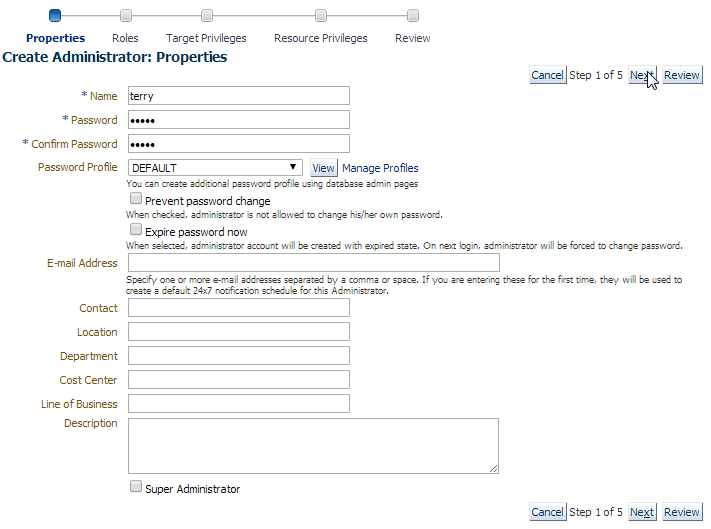 Properties Roles Target Privileges Resource Privileges Review
Create Administrator: Properties
Cancel Step 1 of 5 Next Review
* Name terry
* Password •••••
* Confirm Password •••••
Password Profile DEFAULT View Manage Profiles
You can create additional password profile using database admin pages
Prevent password change
When checked, administrator is not allowed to change his/her own password.
Expire password now
When selected, administrator account will be created with expired state. On next login, administrator will be forced to change password.
E-mail Address
Specify one or more e-mail addresses separated by a comma or space. If you are entering these for the first time, they will be used to
create a default 24x7 notification schedule for this Administrator.
Contact
Location
Department
Cost Center
Line of Business
Description
Super Administrator
Cancel Step 1 of 5 Next Review